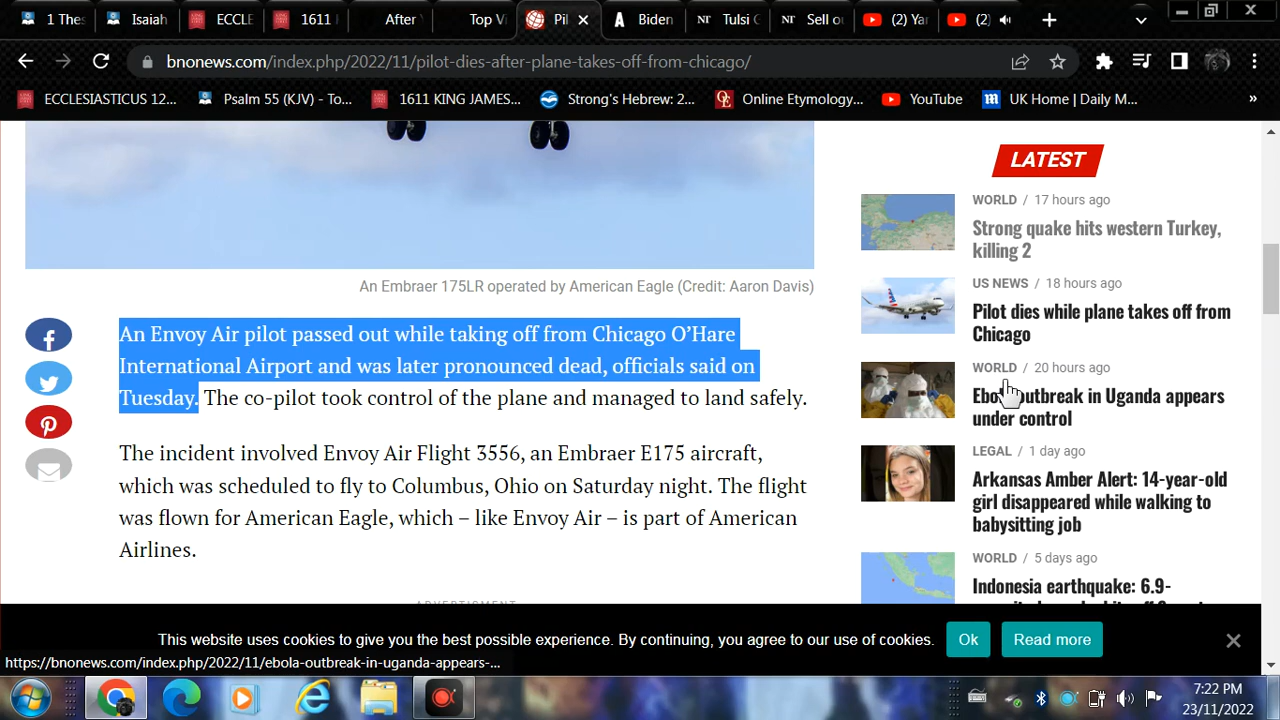 1 Thes
Isaiah
ECCLE
1611
After
Top Vi
Pil
Biden
Tulsi
Sell o
(2) Ya
(2)
bnonews.com/index.php/2022/11/pilot-dies-after-plane-takes-off-from-chicago/
ECCLESIASTICUS 12...
Psalm 55 (KJV) - To...
1611 KING JAMES...
Strong's Hebrew: 2...
Online Etymology...
YouTube
UK Home | Daily M...
»
An Embraer 175LR operated by American Eagle (Credit: Aaron Davis)
An Envoy Air pilot passed out while taking off from Chicago O’Hare
International Airport and was later pronounced dead, officials said on
Tuesday. The co-pilot took control of the plane and managed to land safely.
The incident involved Envoy Air Flight 3556, an Embraer E175 aircraft,
which was scheduled to fly to Columbus, Ohio on Saturday night. The flight
was flown for American Eagle, which – like Envoy Air – is part of American
Airlines.
ADVERTISMENT
LATEST
WORLD / 17 hours ago
Strong quake hits western Turkey,
killing 2
US NEWS / 18 hours ago
Pilot dies while plane takes off from
Chicago
WORLD / 20 hours ago
Ebola outbreak in Uganda appears
under control
LEGAL / 1 day ago
Arkansas Amber Alert: 14-year-old
girl disappeared while walking to
babysitting job
WORLD / 5 days ago
Indonesia earthquake: 6.9-
This website uses cookies to give you the best possible experience. By continuing, you agree to our use of cookies.
Ok
Read more
https://bnonews.com/index.php/2022/11/ebola-outbreak-in-uganda-appears-...
7:22 PM
23/11/2022